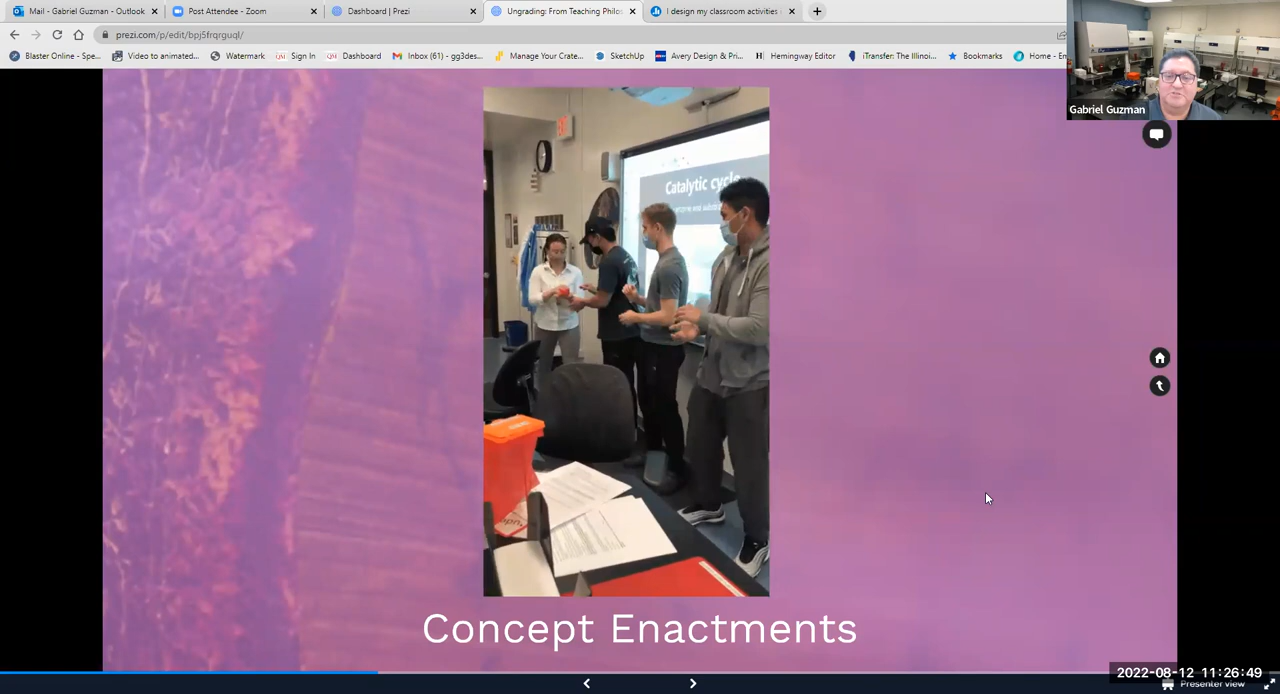 Mail - Gabriel Guzman - Outlook
Post Attendee - Zoom
Dashboard | Prezi
Ungrading: From Teaching Philos
I design my classroom activities
prezi.com/p/edit/bpj5frqrguql/
Blaster Online - Spe...
Video to animated...
Watermark
Sign In
Dashboard
Inbox (61) - gg3des...
Manage Your Crate...
SketchUp
Avery Design & Pri...
Hemingway Editor
iTransfer: The Illinoi...
Bookmarks
Home - En
Gabriel Guzman
Catalytic cycle
Concept Enactments
2022-08-12 11:26:49
Presenter view